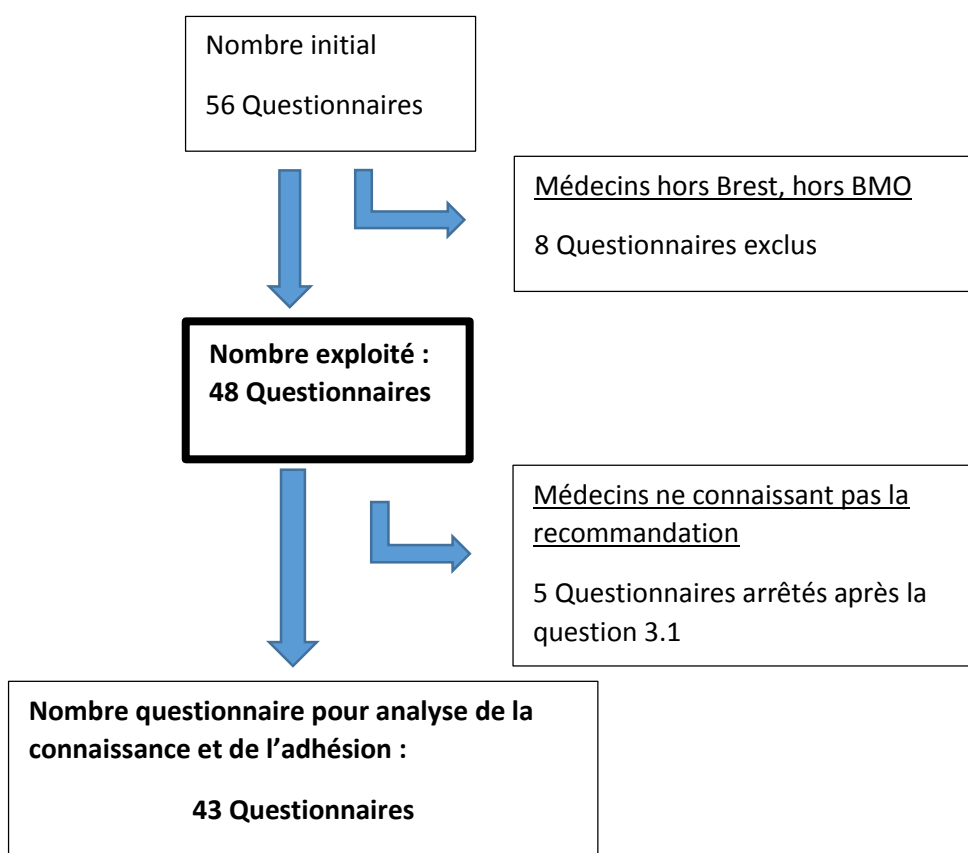 Nombre initial
56 Questionnaires
Médecins hors Brest, hors BMO
8 Questionnaires exclus
Nombre exploité :
48 Questionnaires
Médecins ne connaissant pas la
recommandation
5 Questionnaires arrêtés après la
question 3.1
Nombre questionnaire pour analyse de la
connaissance et de l’adhésion :
43 Questionnaires